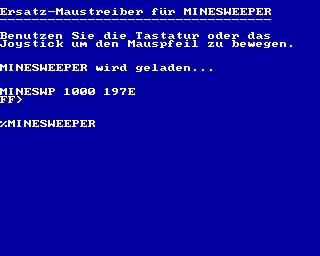 Ersatz-Maustreiber für MINESWEEPER
----------------------------------
Benutzen Sie die Tastatur oder das
Joystick um den Mauspfeil zu bewegen.
MINESWEEPER wird geladen...
MINESWP 1000 197E
FF>
%MINESWEEPER